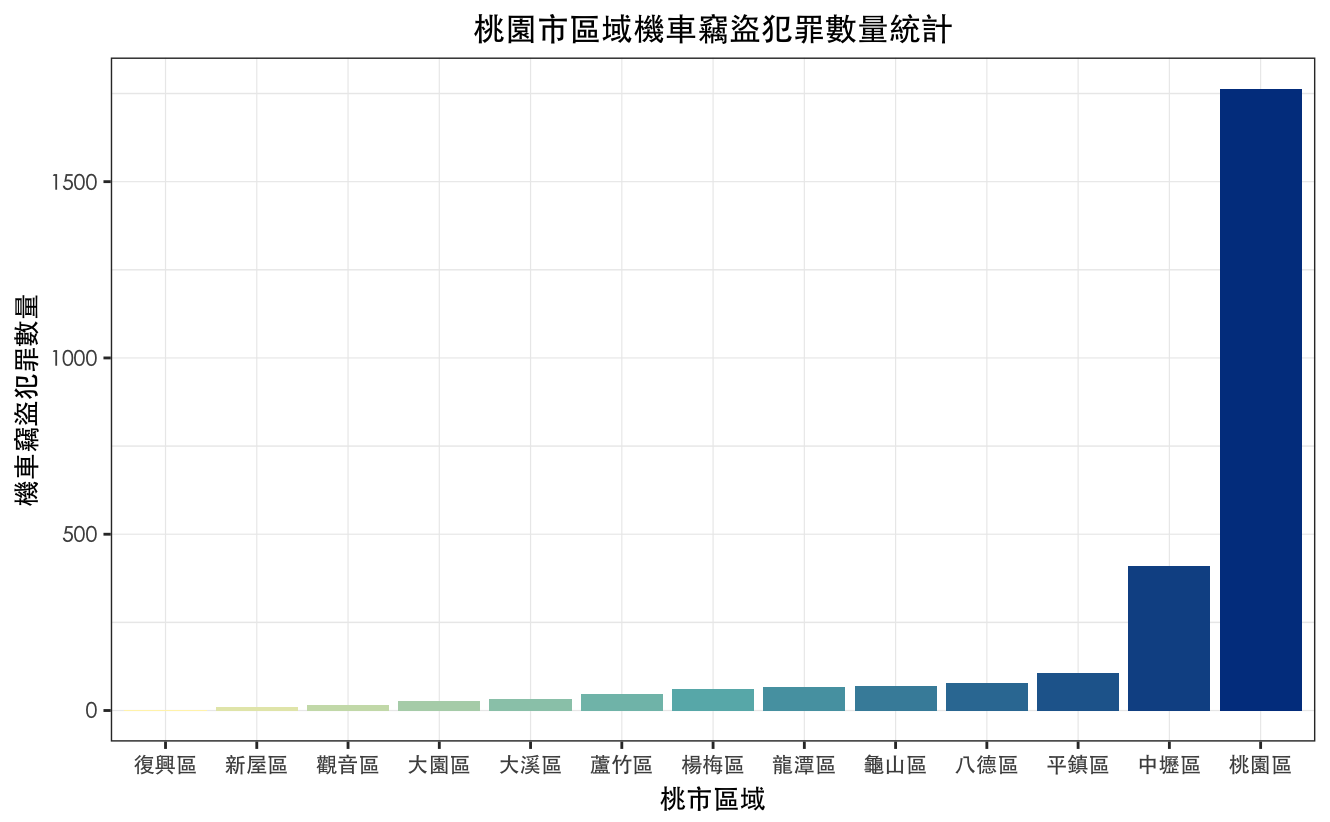 桃園市區域機車竊盜犯罪數量統計
機車竊盜犯罪數量
1500
1000
500
0
復興區 新屋區 觀音區 大園區 大溪區 蘆竹區 楊梅區 龍潭區 龜山區 八德區 平鎮區 中壢區 桃園區
桃市區域